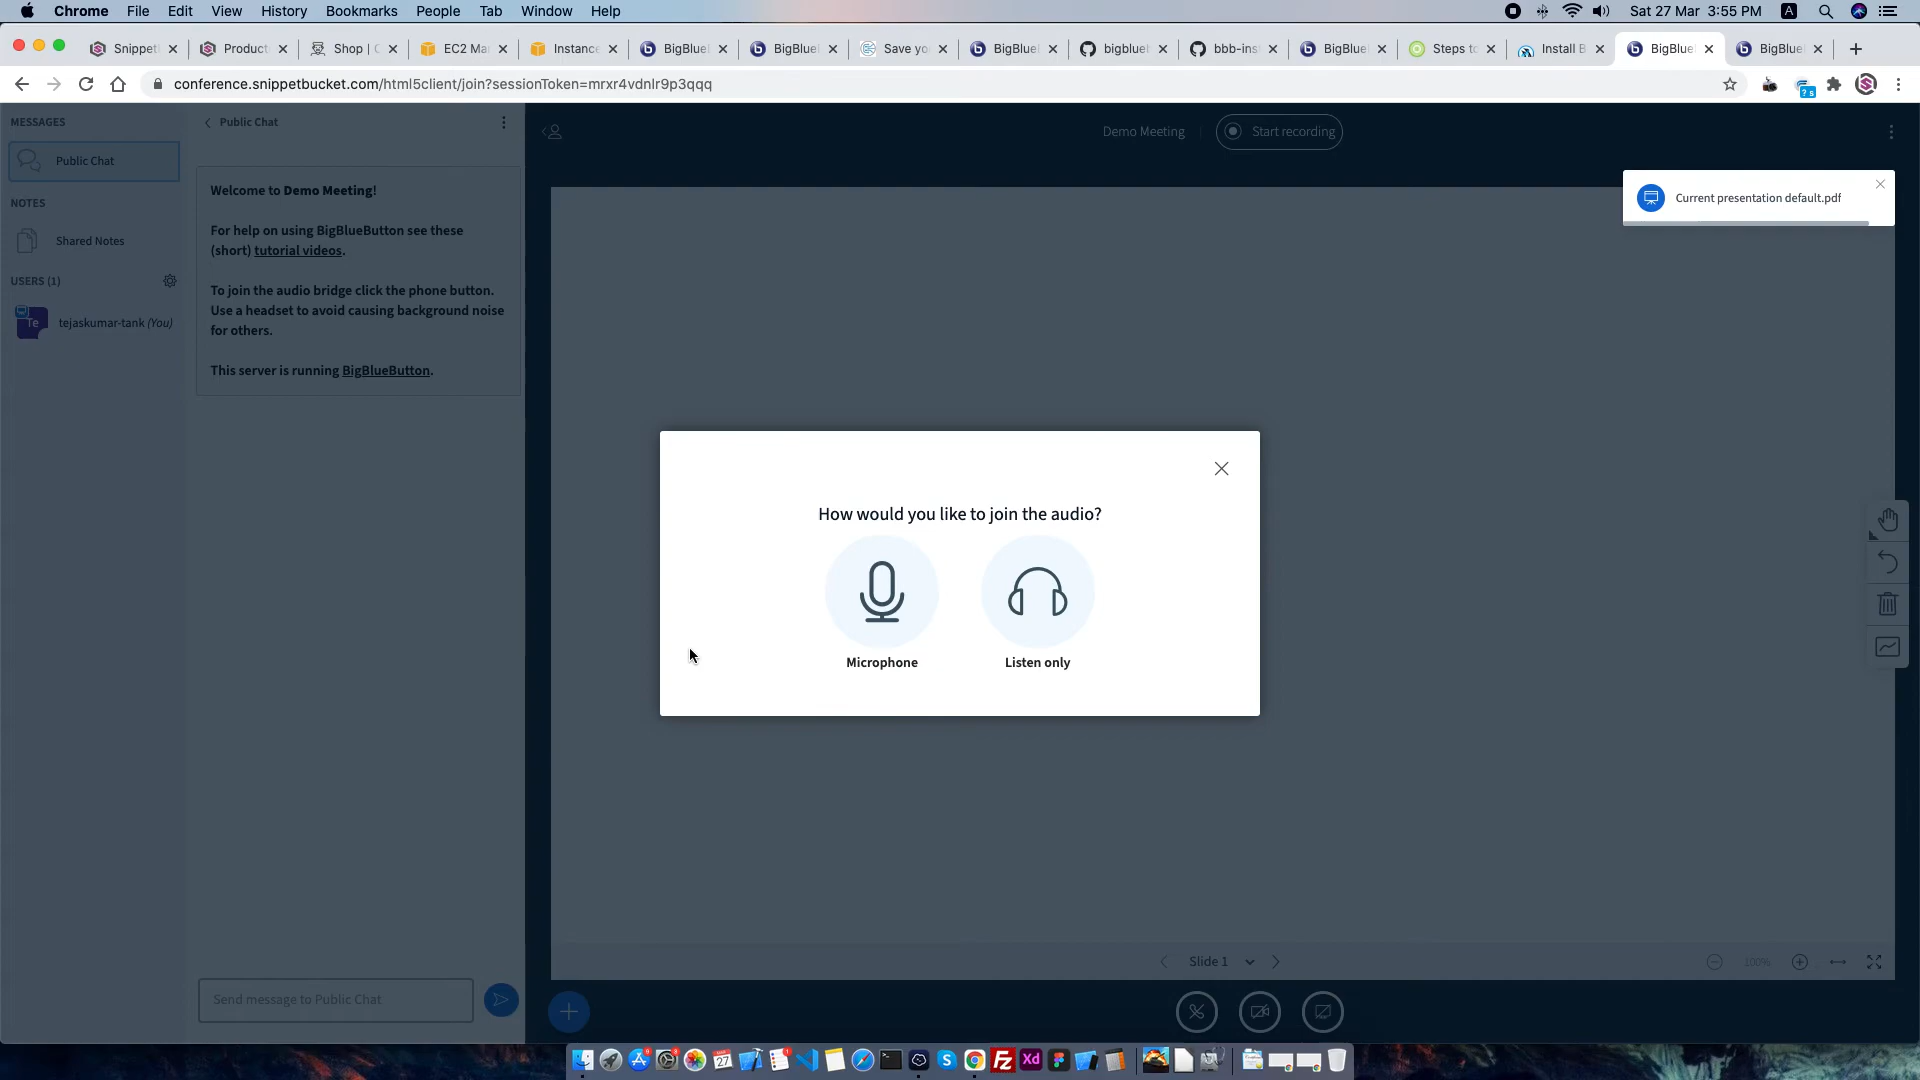 Chrome File Edit View History Bookmarks People Tab Window Help
Sat 27 Mar 3:55 PM A
Snippet Product Shop | C EC2 Ma Instance BigBlue BigBlue Save yo BigBlue bigblue bbb-ins BigBlue Steps to Install B BigBlue BigBlue
conference.snippetbucket.com/html5client/join?sessionToken=mrxr4vdnlr9p3qqq
MESSAGES
Public Chat
NOTES
Shared Notes
USERS (1)
Te tejaskumar-tank (You)
Public Chat
Welcome to Demo Meeting!
For help on using BigBlueButton see these
(short) tutorial videos.
To join the audio bridge click the phone button.
Use a headset to avoid causing background noise
for others.
This server is running BigBlueButton.
Send message to Public Chat
Demo Meeting
Start recording
Current presentation default.pdf
How would you like to join the audio?
Microphone
Listen only
Slide 1
100%